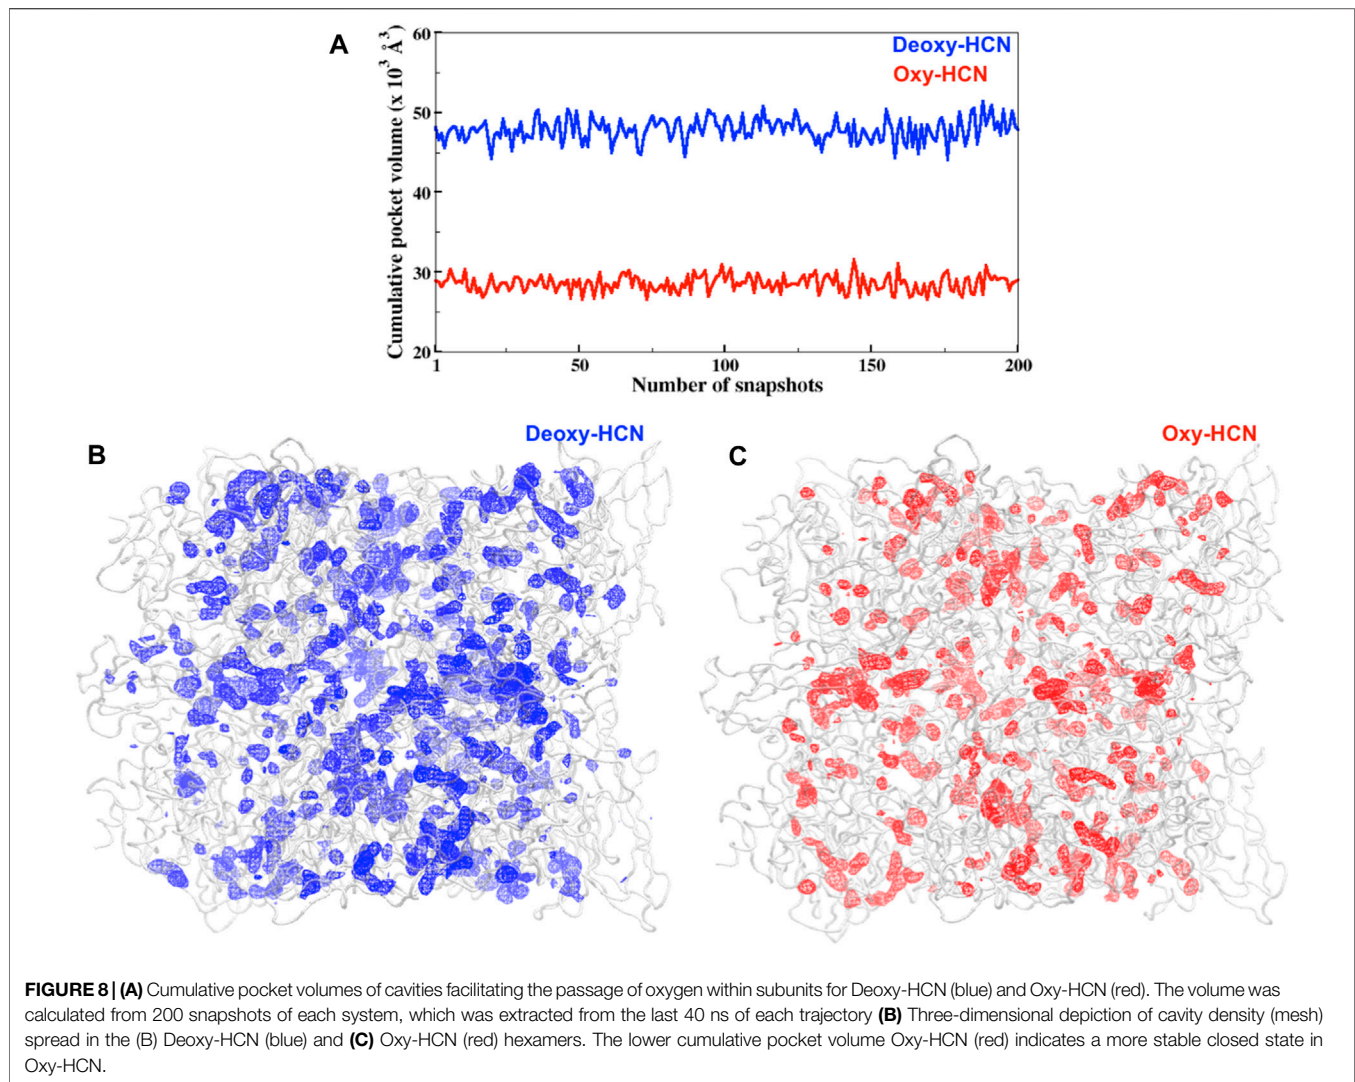 A
Deoxy-HCN
Oxy-HCN
Cumulative pocket volume (x 10³ Å³)
60
50
40
30
20
1
50
100
150
200
Number of snapshots
B
Deoxy-HCN
C
Oxy-HCN
FIGURE 8 | (A) Cumulative pocket volumes of cavities facilitating the passage of oxygen within subunits for Deoxy-HCN (blue) and Oxy-HCN (red). The volume was
calculated from 200 snapshots of each system, which was extracted from the last 40 ns of each trajectory (B) Three-dimensional depiction of cavity density (mesh)
spread in the (B) Deoxy-HCN (blue) and (C) Oxy-HCN (red) hexamers. The lower cumulative pocket volume Oxy-HCN (red) indicates a more stable closed state in
Oxy-HCN.